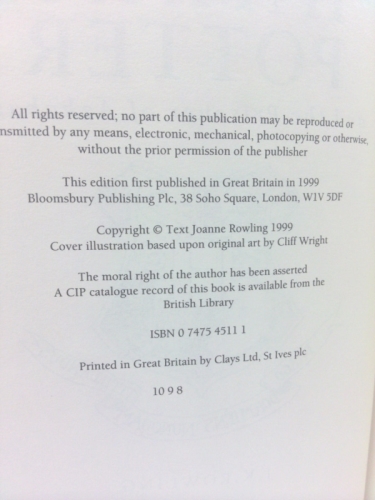 All rights reserved; no part of this publication may be reproduced or
nsmitted by any means, electronic, mechanical, photocopying or otherwise,
without the prior permission of the publisher
This edition first published in Great Britain in 1999
Bloomsbury Publishing Plc, 38 Soho Square, London, W1V 5DF
Copyright © Text Joanne Rowling 1999
Cover illustration based upon original art by Cliff Wright
The moral right of the author has been asserted
A CIP catalogue record of this book is available from the
British Library
ISBN 0 7475 4511 1
Printed in Great Britain by Clays Ltd, St Ives plc
10 9 8